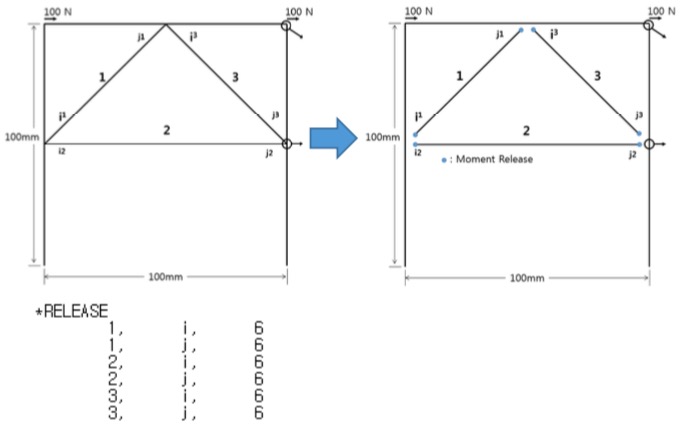 100 N 100 N 100 N 100 N
j1 i3 j1 i3
1 3 1 3
i1 j3 i1 j3
100mm 2 100mm 2
i2 j2 i2 j2
: Moment Release
100mm 100mm
*RELEASE
1, i, 6
1, j, 6
2, i, 6
2, j, 6
3, i, 6
3, j, 6